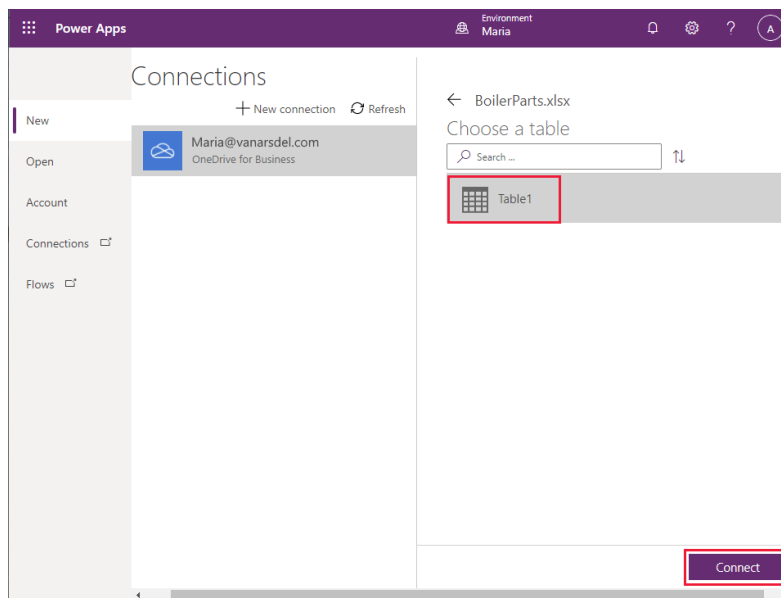 Power Apps
Environment
Maria
?
A
Connections
New connection
Refresh
New
Open
Account
Connections
Flows
Maria@vanarsdel.com
OneDrive for Business
BoilerParts.xlsx
Choose a table
Search ...
Table1
Connect